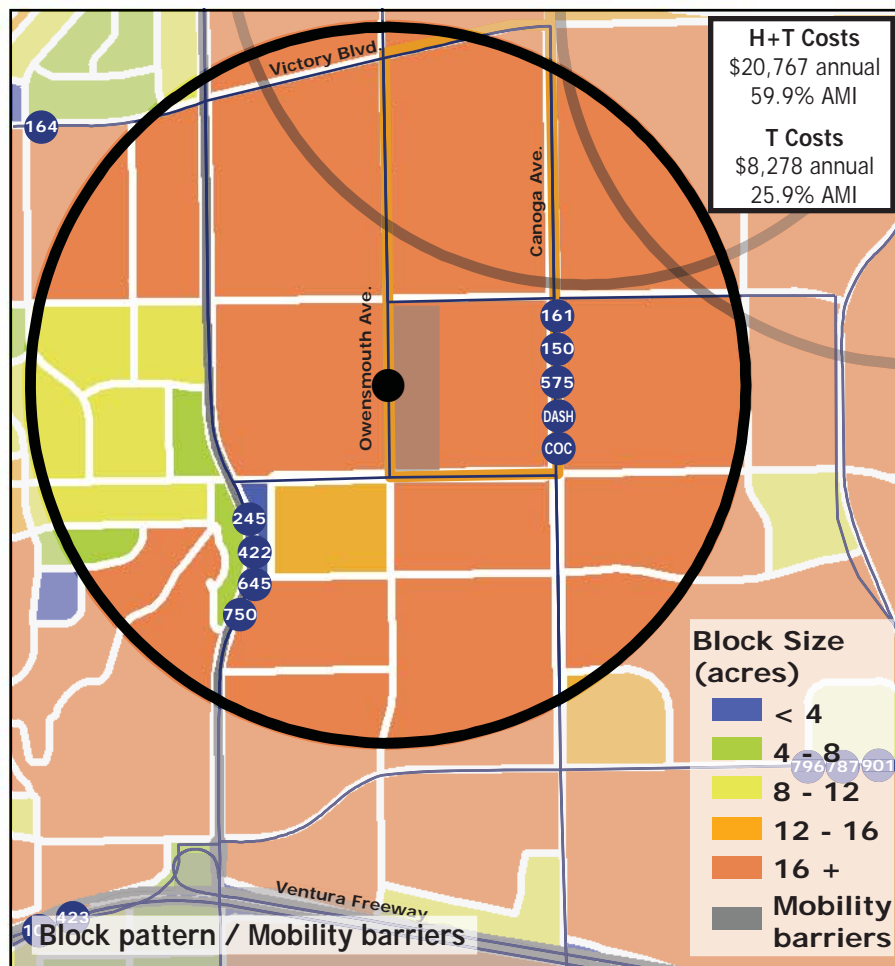 H+T Costs
$20,767 annual
59.9% AMI
T Costs
$8,278 annual
25.9% AMI
Victory Blvd.
164
Canoga Ave.
Owensmouth Ave.
161
150
575
DASH
COC
245
422
645
750
Block Size
(acres)
< 4
4 - 8
8 - 12
12 - 16
16 +
Mobility
barriers
796
787
901
Ventura Freeway
423
Block pattern / Mobility barriers